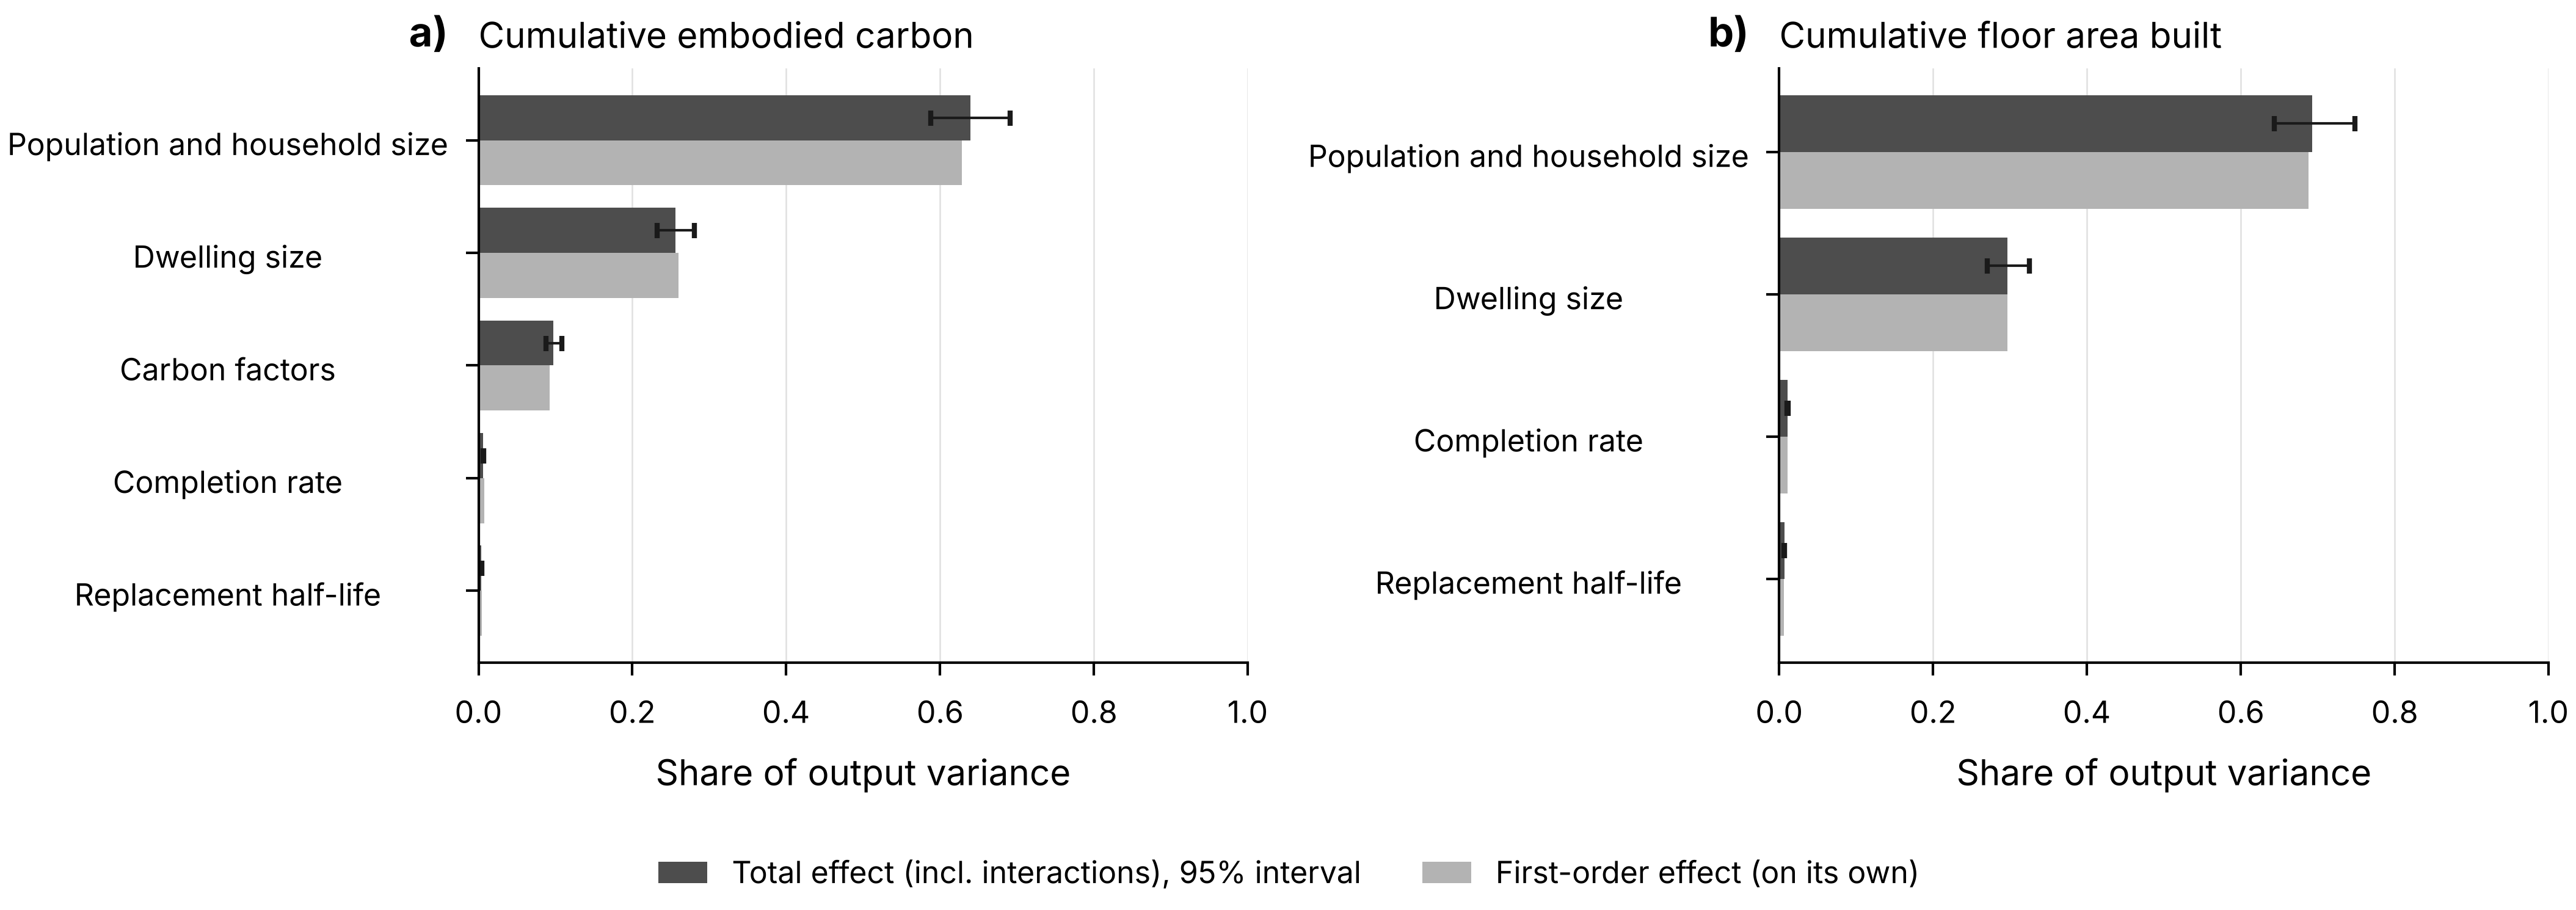 a) Cumulative embodied carbon
Population and household size
Dwelling size
Carbon factors
Completion rate
Replacement half-life
0.0 0.2 0.4 0.6 0.8 1.0
Share of output variance
b) Cumulative floor area built
Population and household size
Dwelling size
Completion rate
Replacement half-life
0.0 0.2 0.4 0.6 0.8 1.0
Share of output variance
Total effect (incl. interactions), 95% interval
First-order effect (on its own)